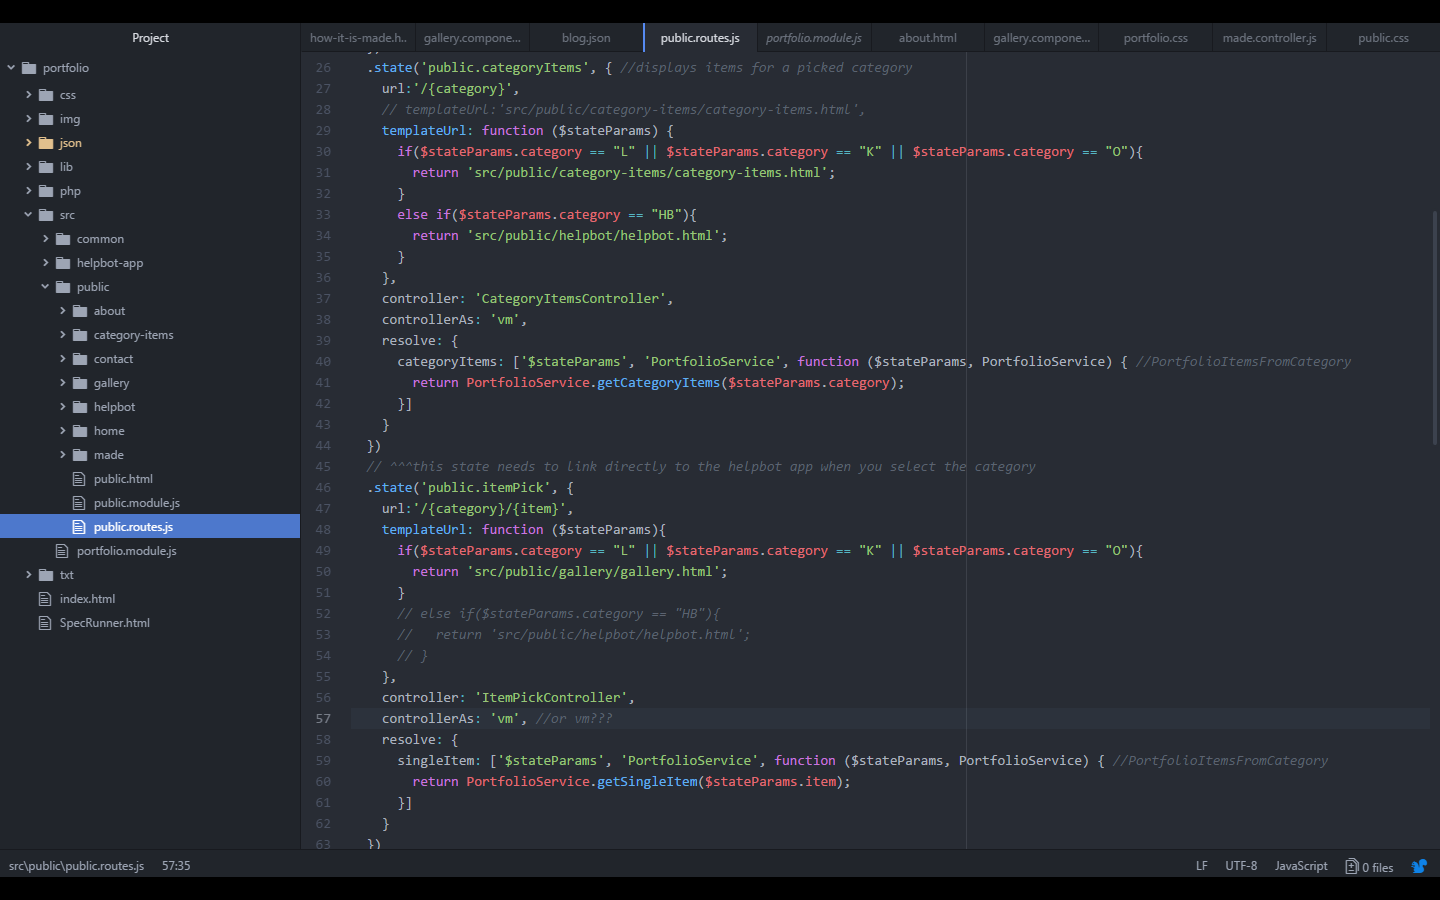 Project
portfolio
css
img
json
lib
php
src
common
helpbot-app
public
about
category-items
contact
gallery
helpbot
home
made
public.html
public.module.js
public.routes.js
portfolio.module.js
txt
index.html
SpecRunner.html
how-it-is-made.h..
gallery.compone...
blog.json
public.routes.js
portfolio.module.js
about.html
gallery.compone...
portfolio.css
made.controller.js
public.css
26 .state('public.categoryItems', { //displays items for a picked category
27 url:'/{category}',
28 // templateUrl:'src/public/category-items/category-items.html',
29 templateUrl: function ($stateParams) {
30 if($stateParams.category == "L" || $stateParams.category == "K" || $stateParams.category == "O"){
31 return 'src/public/category-items/category-items.html';
32 }
33 else if($stateParams.category == "HB"){
34 return 'src/public/helpbot/helpbot.html';
35 }
36 },
37 controller: 'CategoryItemsController',
38 controllerAs: 'vm',
39 resolve: {
40 categoryItems: ['$stateParams', 'PortfolioService', function ($stateParams, PortfolioService) { //PortfolioItemsFromCategory
41 return PortfolioService.getCategoryItems($stateParams.category);
42 }]
43 }
44 })
45 // ^^^this state needs to link directly to the helpbot app when you select the category
46 .state('public.itemPick', {
47 url:'/{category}/{item}',
48 templateUrl: function ($stateParams){
49 if($stateParams.category == "L" || $stateParams.category == "K" || $stateParams.category == "O"){
50 return 'src/public/gallery/gallery.html';
51 }
52 // else if($stateParams.category == "HB"){
53 // return 'src/public/helpbot/helpbot.html';
54 // }
55 },
56 controller: 'ItemPickController',
57 controllerAs: 'vm', //or vm???
58 resolve: {
59 singleItem: ['$stateParams', 'PortfolioService', function ($stateParams, PortfolioService) { //PortfolioItemsFromCategory
60 return PortfolioService.getSingleItem($stateParams.item);
61 }]
62 }
63 })
src\public\public.routes.js 57:35
LF UTF-8 JavaScript 0 files